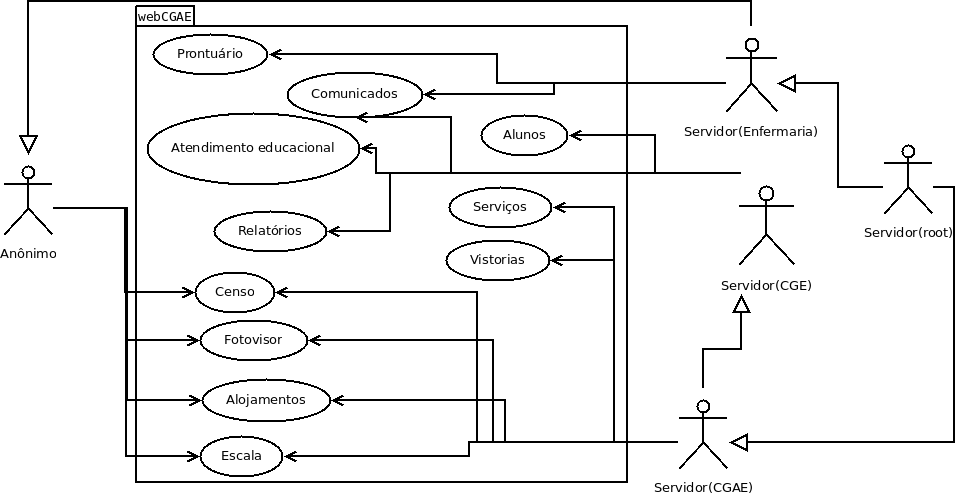 webCGAE
Prontuário
Comunicados
Alunos
Servidor(Enfermaria)
Atendimento educacional
Anônimo
Serviços
Servidor(root)
Relatórios
Vistorias
Servidor(CGE)
Censo
Fotovisor
Alojamentos
Escala
Servidor(CGAE)